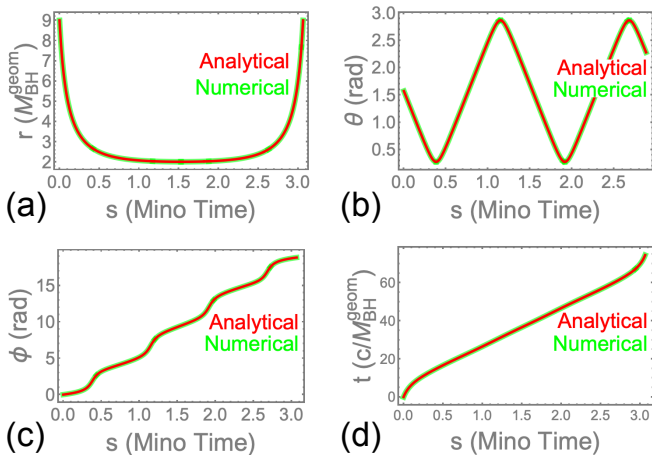 9
8
7
6
5
4
3
2
r (M_BH^geom)
Analytical
Numerical
0.0 0.5 1.0 1.5 2.0 2.5 3.0
(a) s (Mino Time)
3.0
2.5
2.0
1.5
1.0
0.5
θ (rad)
Analytical
Numerical
0.0 0.5 1.0 1.5 2.0 2.5
(b) s (Mino Time)
15
10
5
0
ϕ (rad)
Analytical
Numerical
0.0 0.5 1.0 1.5 2.0 2.5 3.0
(c) s (Mino Time)
60
40
20
0
t (c/M_BH^geom)
Analytical
Numerical
0.0 0.5 1.0 1.5 2.0 2.5 3.0
(d) s (Mino Time)